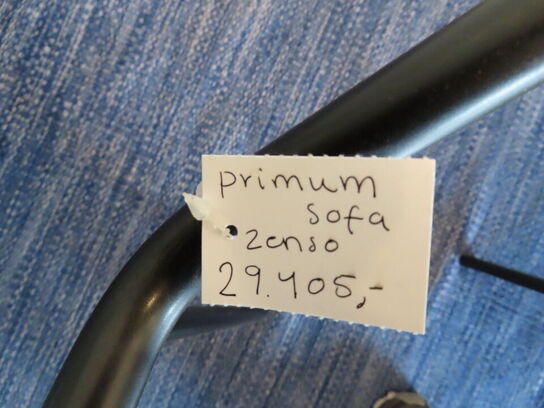 primum
sofa
zenso
29.405,-